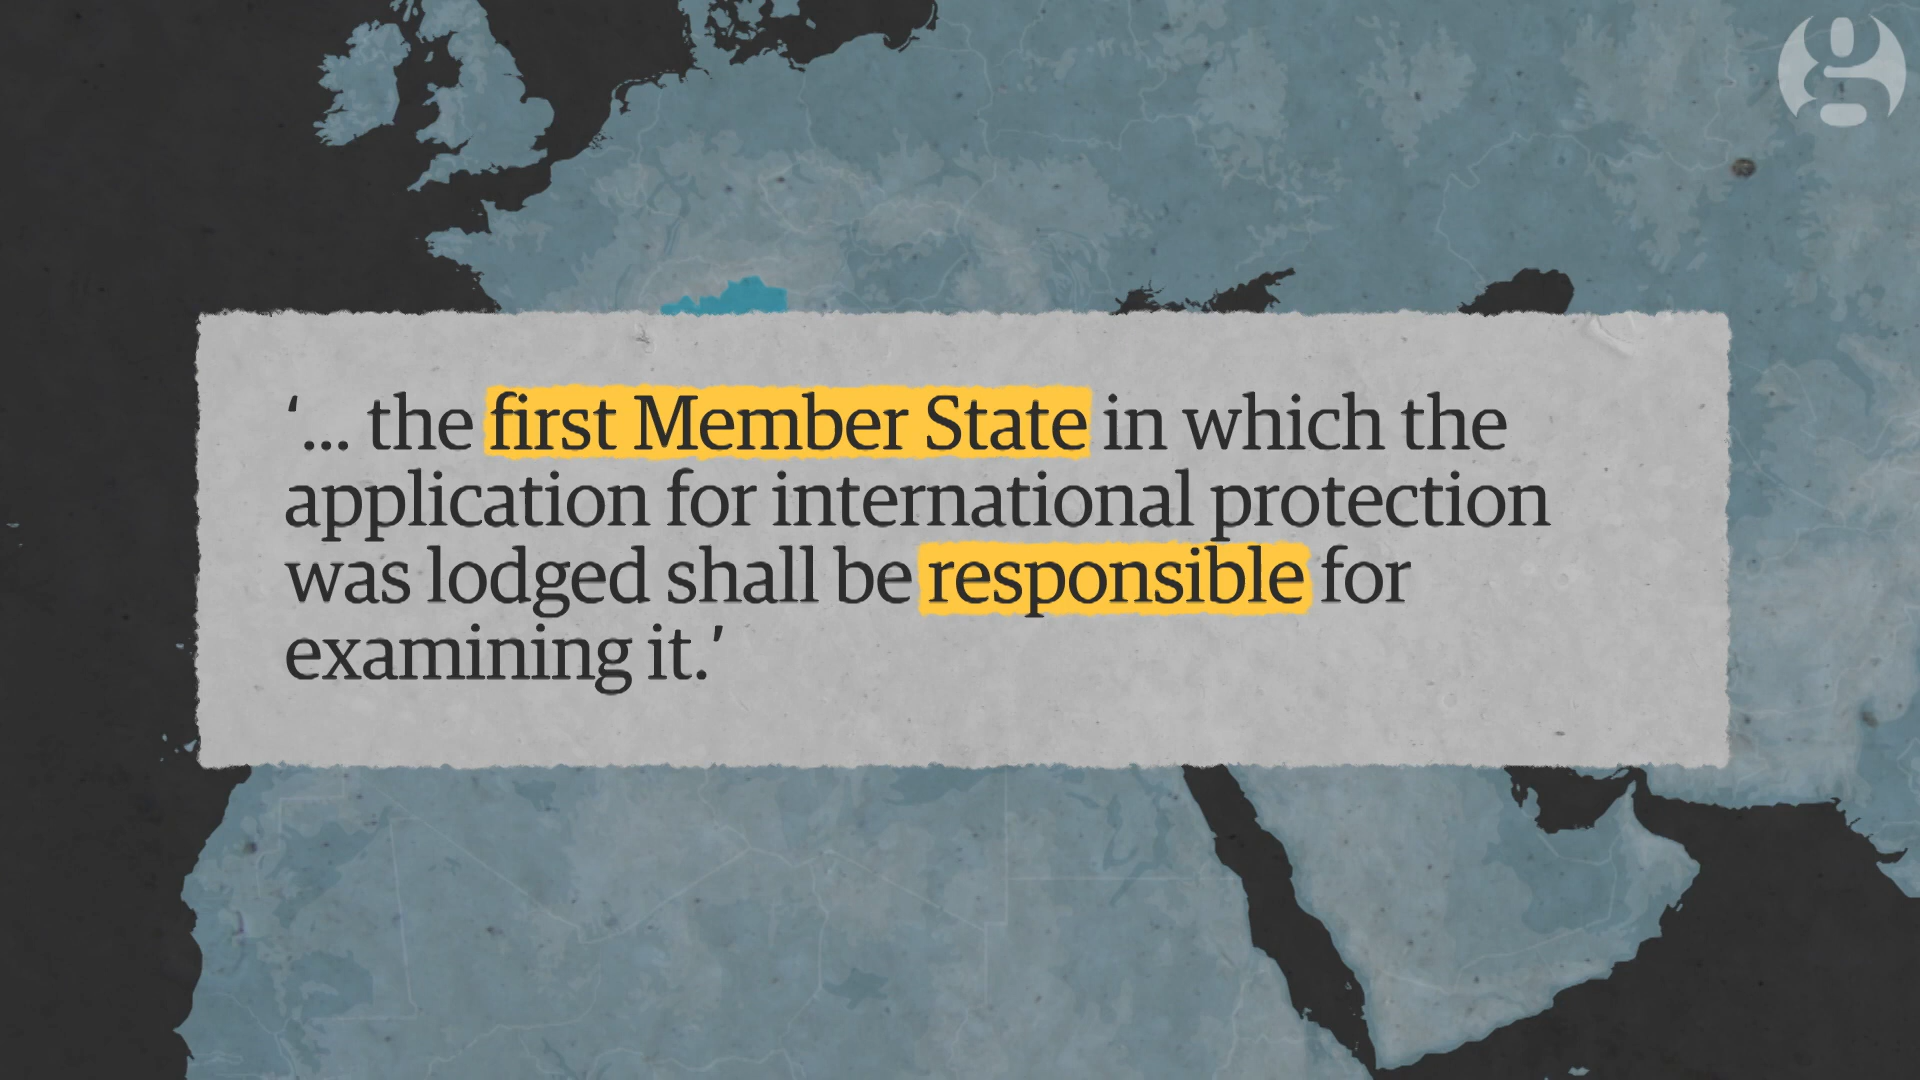 ‘... the first Member State in which the
application for international protection
was lodged shall be responsible for
examining it.’